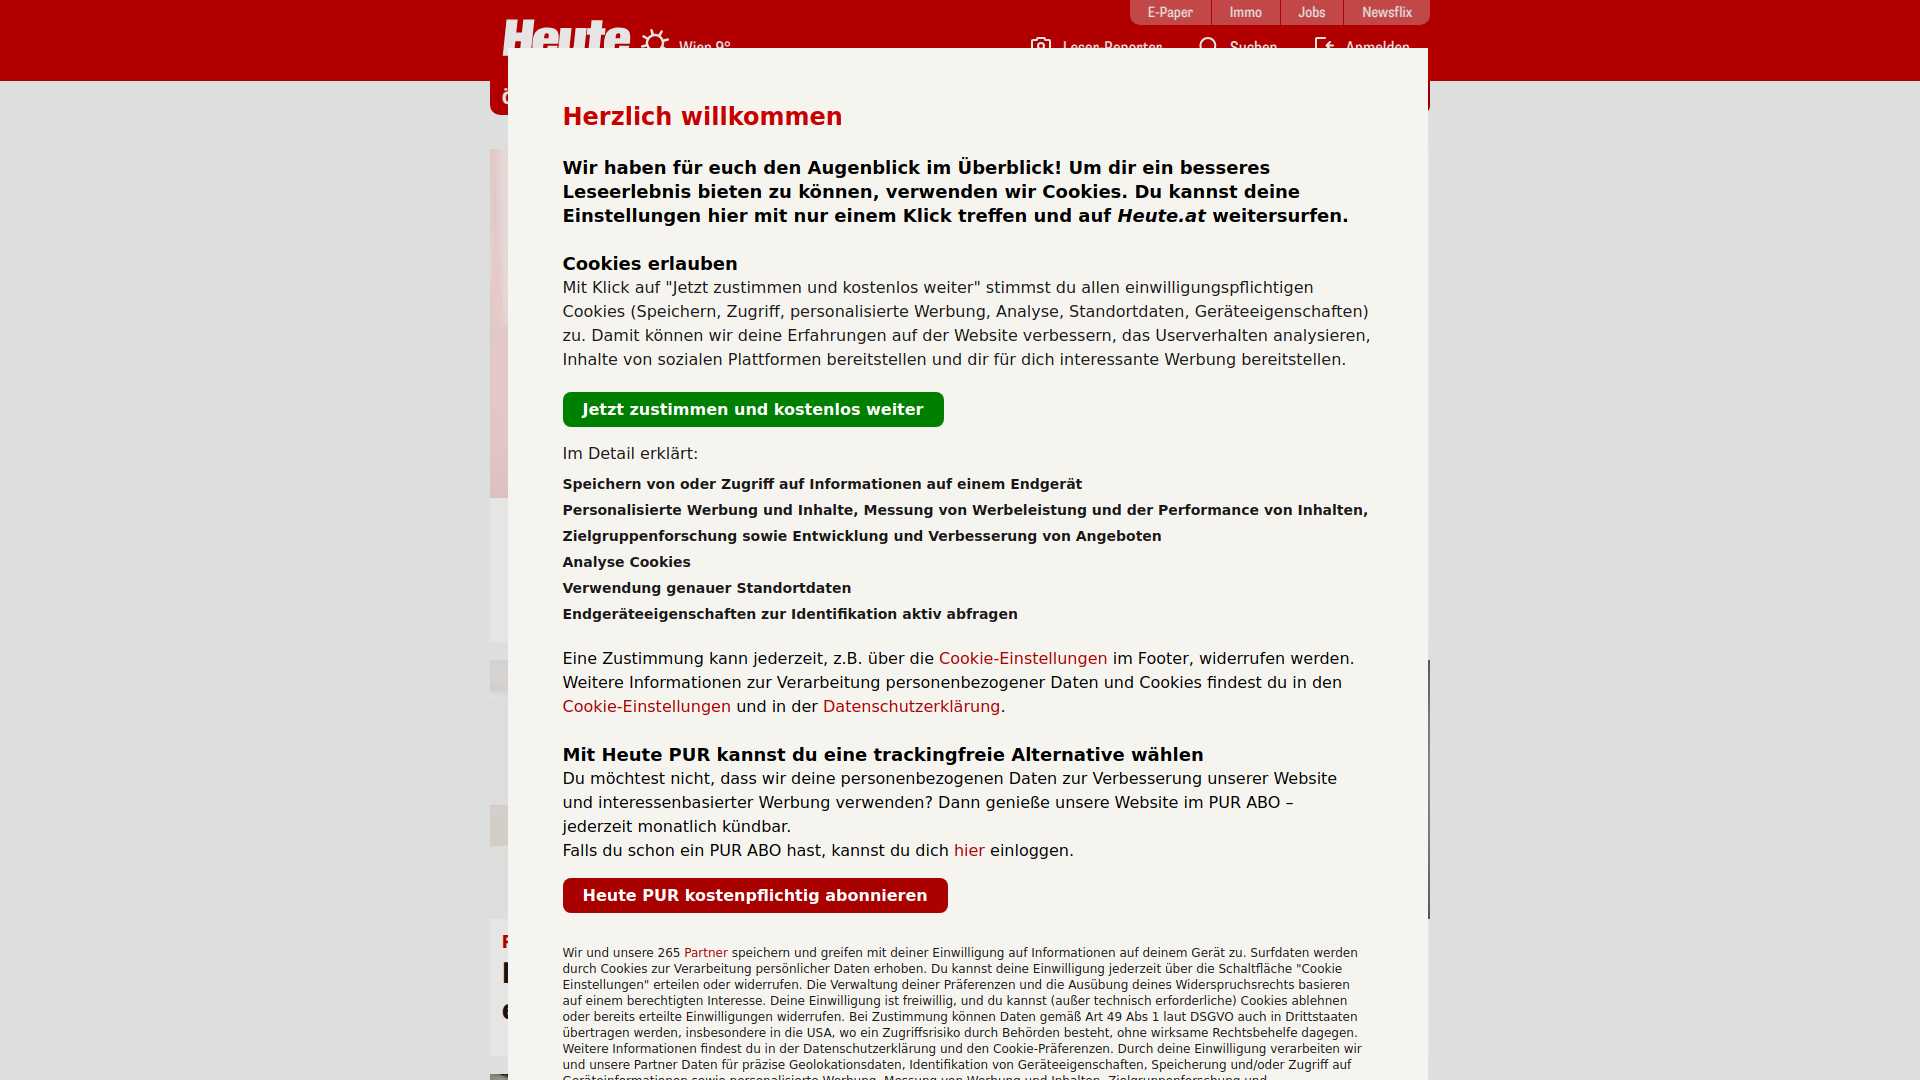 E-Paper
Immo
Jobs
Newsflix
Heute
Wien 9°
Leser-Reporter
Suchen
Anmelden
Herzlich willkommen
Wir haben für euch den Augenblick im Überblick! Um dir ein besseres
Leseerlebnis bieten zu können, verwenden wir Cookies. Du kannst deine
Einstellungen hier mit nur einem Klick treffen und auf Heute.at weitersurfen.
Cookies erlauben
Mit Klick auf "Jetzt zustimmen und kostenlos weiter" stimmst du allen einwilligungspflichtigen
Cookies (Speichern, Zugriff, personalisierte Werbung, Analyse, Standortdaten, Geräteeigenschaften)
zu. Damit können wir deine Erfahrungen auf der Website verbessern, das Userverhalten analysieren,
Inhalte von sozialen Plattformen bereitstellen und dir für dich interessante Werbung bereitstellen.
Jetzt zustimmen und kostenlos weiter
Im Detail erklärt:
Speichern von oder Zugriff auf Informationen auf einem Endgerät
Personalisierte Werbung und Inhalte, Messung von Werbeleistung und der Performance von Inhalten,
Zielgruppenforschung sowie Entwicklung und Verbesserung von Angeboten
Analyse Cookies
Verwendung genauer Standortdaten
Endgeräteeigenschaften zur Identifikation aktiv abfragen
Eine Zustimmung kann jederzeit, z.B. über die Cookie-Einstellungen im Footer, widerrufen werden.
Weitere Informationen zur Verarbeitung personenbezogener Daten und Cookies findest du in den
Cookie-Einstellungen und in der Datenschutzerklärung.
Mit Heute PUR kannst du eine trackingfreie Alternative wählen
Du möchtest nicht, dass wir deine personenbezogenen Daten zur Verbesserung unserer Website
und interessenbasierter Werbung verwenden? Dann genieße unsere Website im PUR ABO –
jederzeit monatlich kündbar.
Falls du schon ein PUR ABO hast, kannst du dich hier einloggen.
Heute PUR kostenpflichtig abonnieren
Wir und unsere 265 Partner speichern und greifen mit deiner Einwilligung auf Informationen auf deinem Gerät zu. Surfdaten werden
durch Cookies zur Verarbeitung persönlicher Daten erhoben. Du kannst deine Einwilligung jederzeit über die Schaltfläche "Cookie
Einstellungen" erteilen oder widerrufen. Die Verwaltung deiner Präferenzen und die Ausübung deines Widerspruchsrechts basieren
auf einem berechtigten Interesse. Deine Einwilligung ist freiwillig, und du kannst (außer technisch erforderliche) Cookies ablehnen
oder bereits erteilte Einwilligungen widerrufen. Bei Zustimmung können Daten gemäß Art 49 Abs 1 laut DSGVO auch in Drittstaaten
übertragen werden, insbesondere in die USA, wo ein Zugriffsrisiko durch Behörden besteht, ohne wirksame Rechtsbehelfe dagegen.
Weitere Informationen findest du in der Datenschutzerklärung und den Cookie-Präferenzen. Durch deine Einwilligung verarbeiten wir
und unsere Partner Daten für präzise Geolokationsdaten, Identifikation von Geräteeigenschaften, Speicherung und/oder Zugriff auf
Geräteinformationen sowie personalisierte Werbung, Messung von Werbung und Inhalten, Zielgruppenforschung und